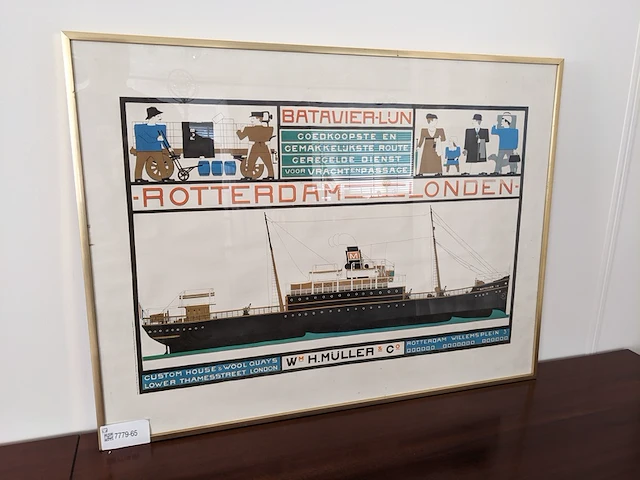 BATAVIER-LIJN
GOEDKOOPSTE EN
GEMAKKELIJKSTE ROUTE
GEREGELDE DIENST
VOOR VRACHT EN PASSAGE
-ROTTERDAM LONDEN-
M
CUSTOM HOUSE & WOOL QUAYS
LOWER THAMESSTREET LONDON
WM H. MÜLLER & CO
ROTTERDAM WILLEMSPLEIN
7779-65